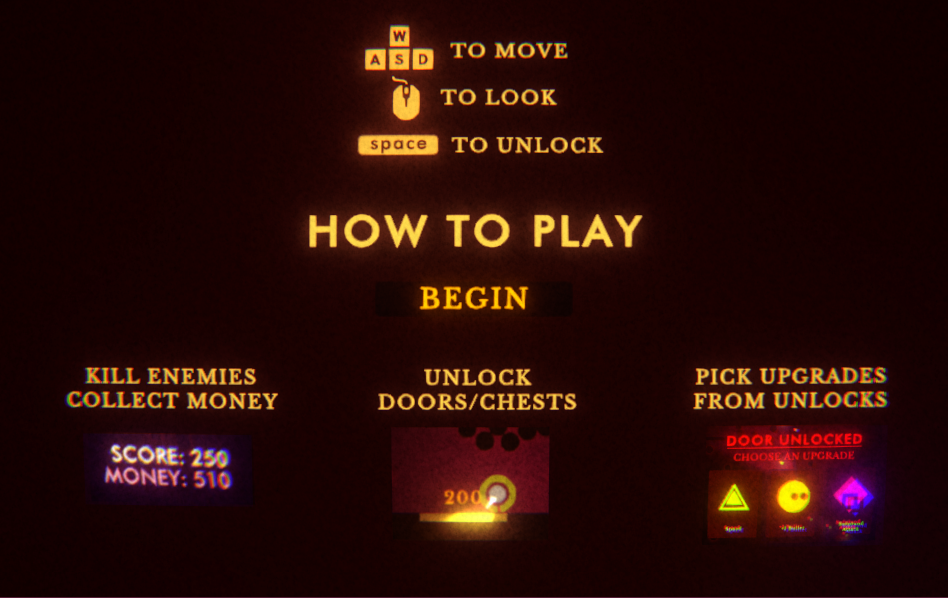 W
A S D TO MOVE
TO LOOK
space TO UNLOCK
HOW TO PLAY
BEGIN
KILL ENEMIES
COLLECT MONEY
SCORE: 250
MONEY: 510
UNLOCK
DOORS/CHESTS
200
PICK UPGRADES
FROM UNLOCKS
DOOR UNLOCKED
CHOOSE AN UPGRADE